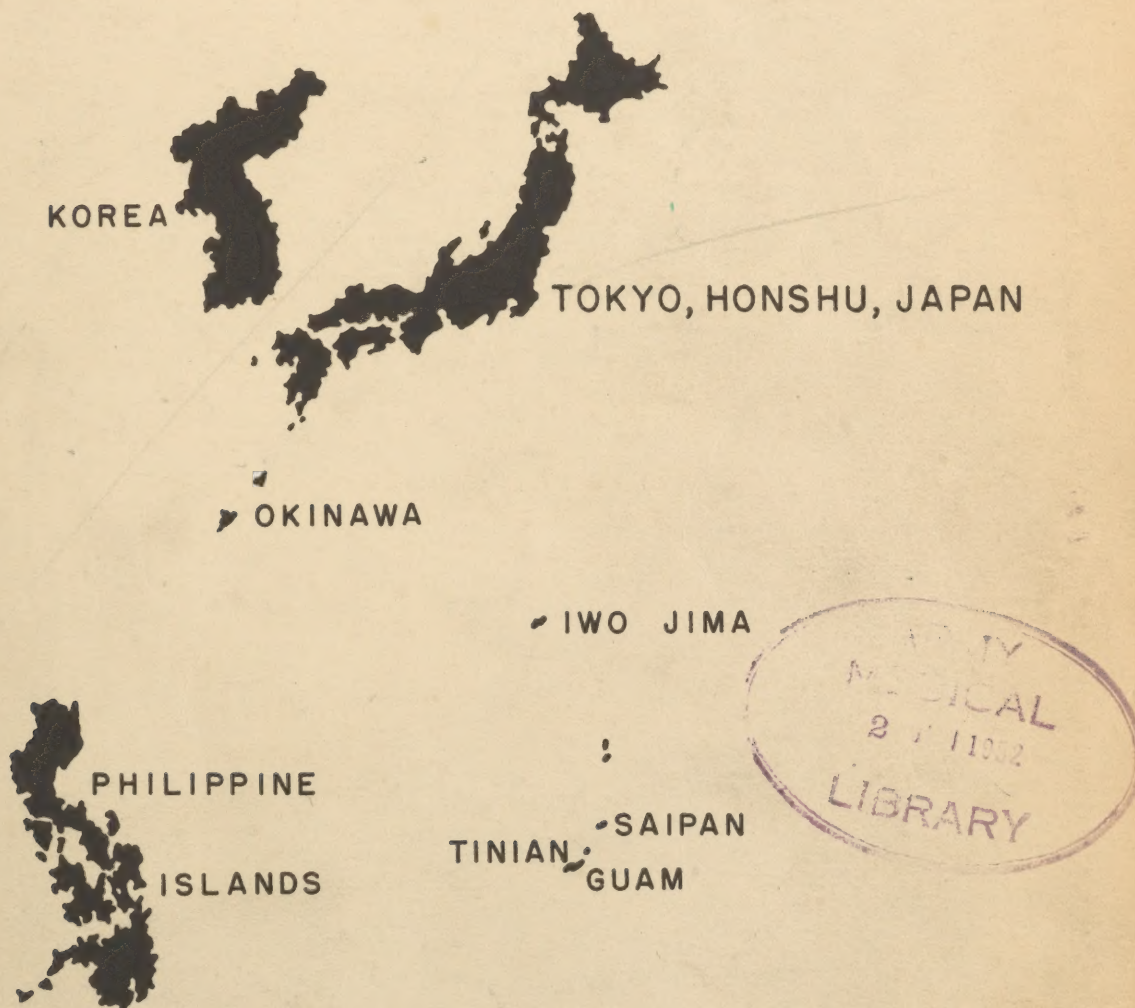 KOREA
TOKYO, HONSHU, JAPAN
OKINAWA
IWO JIMA
MEDICAL
LIBRARY
PHILIPPINE
ISLANDS
SAIPAN
TINIAN
GUAM